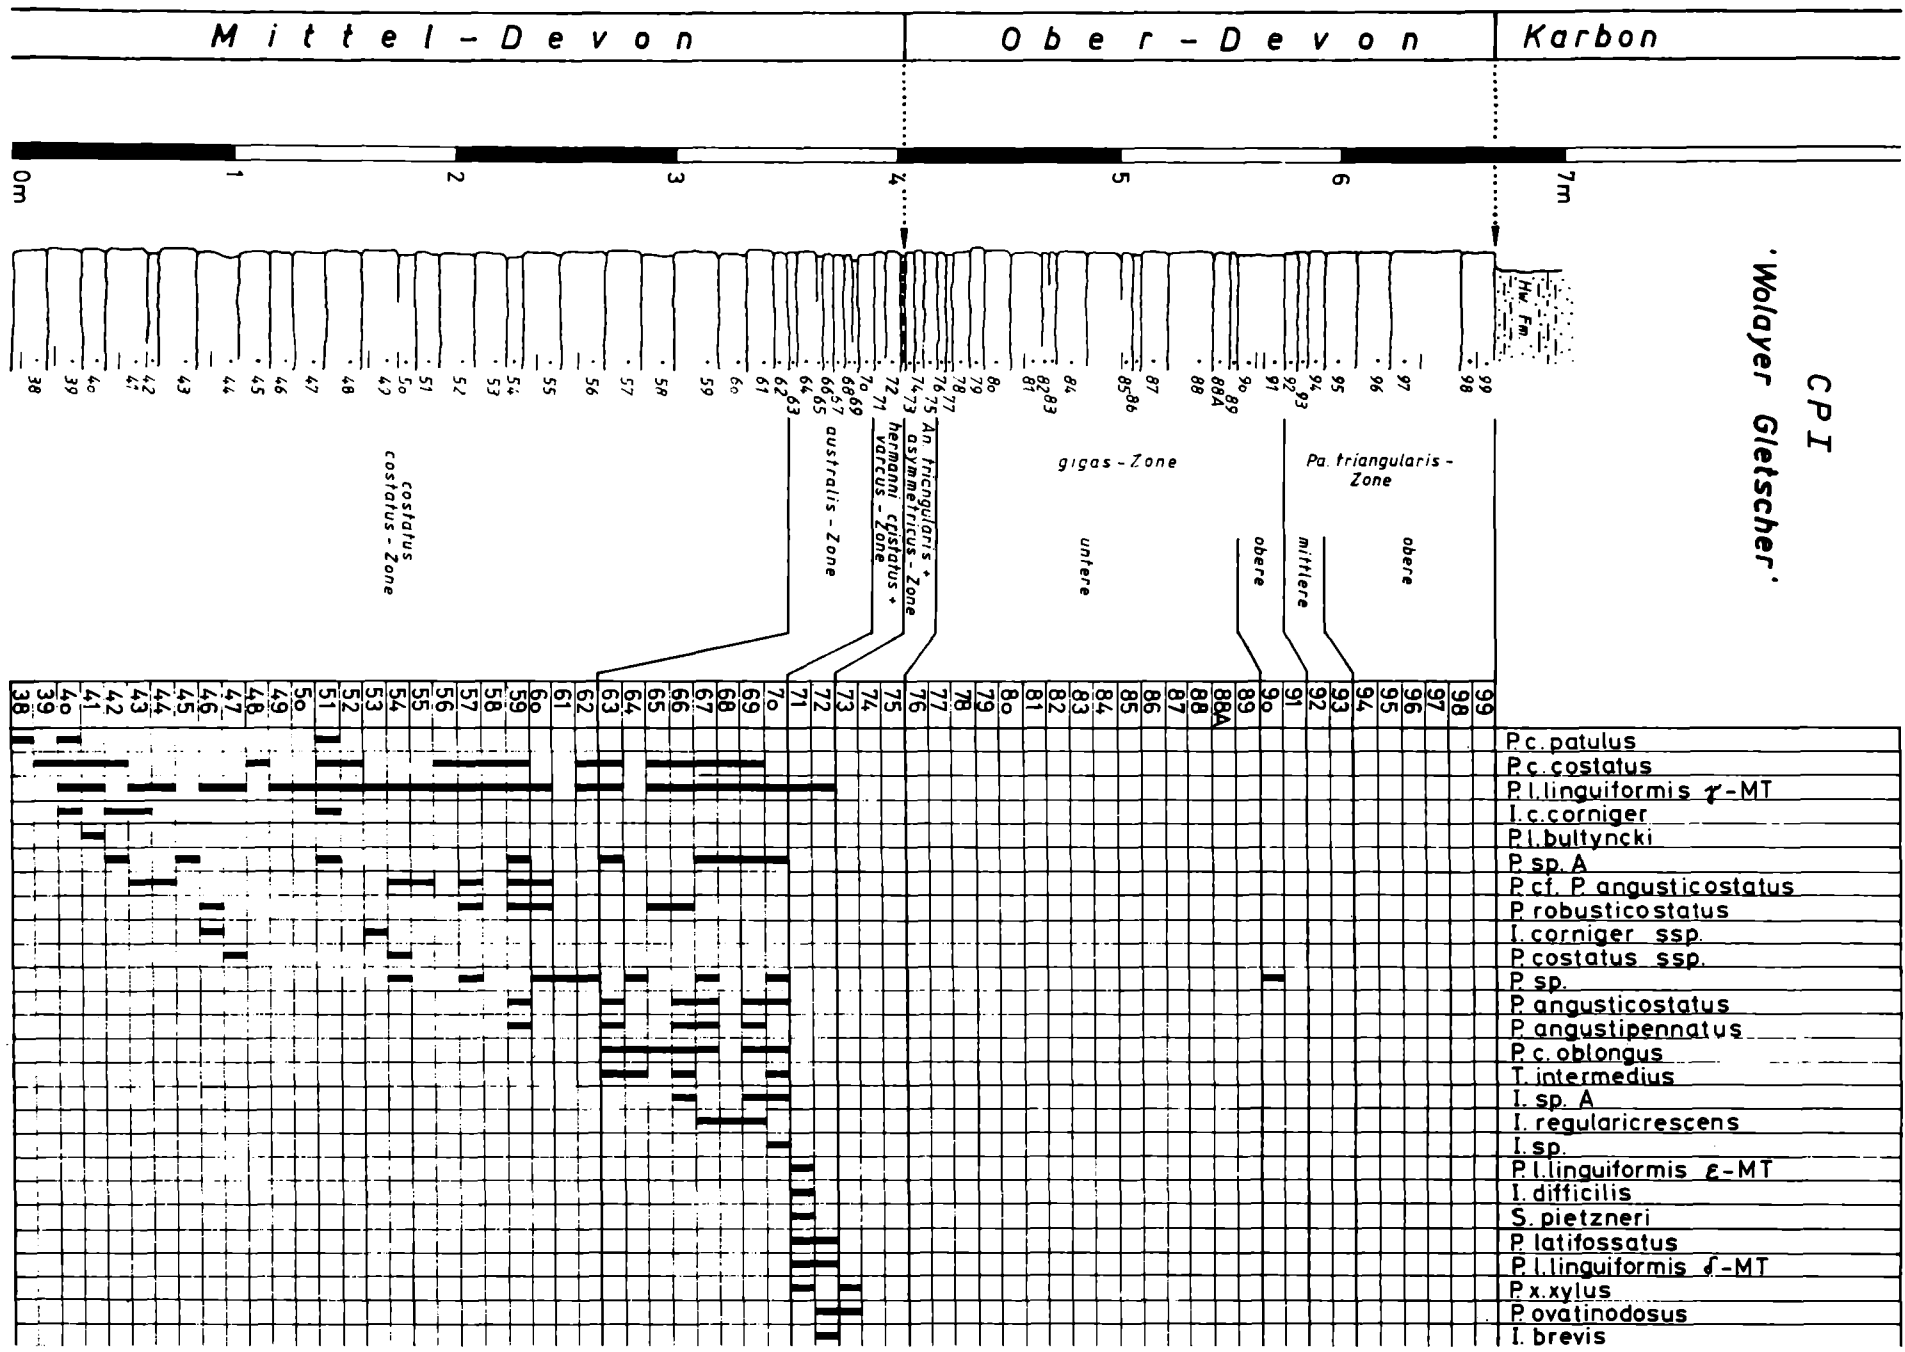 Mittel-Devon
Ober-Devon
Karbon
0m
1
2
3
4
5
6
7m
Hw. Fm.
CPI
'Wolayer Gletscher'
38
39
40
41
42
43
44
45
46
47
48
49
50
51
52
53
54
55
56
57
58
59
60
61
62
63
64
65
66
67
68
69
70
71
72
73
74
75
76
77
78
79
80
81
82
83
84
85
86
87
88
88A
89
90
91
92
93
94
95
96
97
98
99
costatus
costatus-Zone
australis-Zone
hermanni cristatus +
varcus-Zone
An. triangularis +
asymmetricus-Zone
gigas-Zone
untere
obere
Pa. triangularis-
Zone
mittlere
obere
38
39
40
41
42
43
44
45
46
47
48
49
50
51
52
53
54
55
56
57
58
59
60
61
62
63
64
65
66
67
68
69
70
71
72
73
74
75
76
77
78
79
80
81
82
83
84
85
86
87
88
88A
89
90
91
92
93
94
95
96
97
98
99
P. c. patulus
P. c. costatus
P. l. linguiformis γ-MT
I. c. corniger
P. l. bultyncki
P. sp. A
P. cf. P. angusticostatus
P. robusticostatus
I. corniger ssp.
P. costatus ssp.
P. sp.
P. angusticostatus
P. angustipennatus
P. c. oblongus
T. intermedius
I. sp. A
I. regularicrescens
I. sp.
P. l. linguiformis ε-MT
I. difficilis
S. pietzneri
P. latifossatus
P. l. linguiformis δ-MT
P. x. xylus
P. ovatinodosus
I. brevis